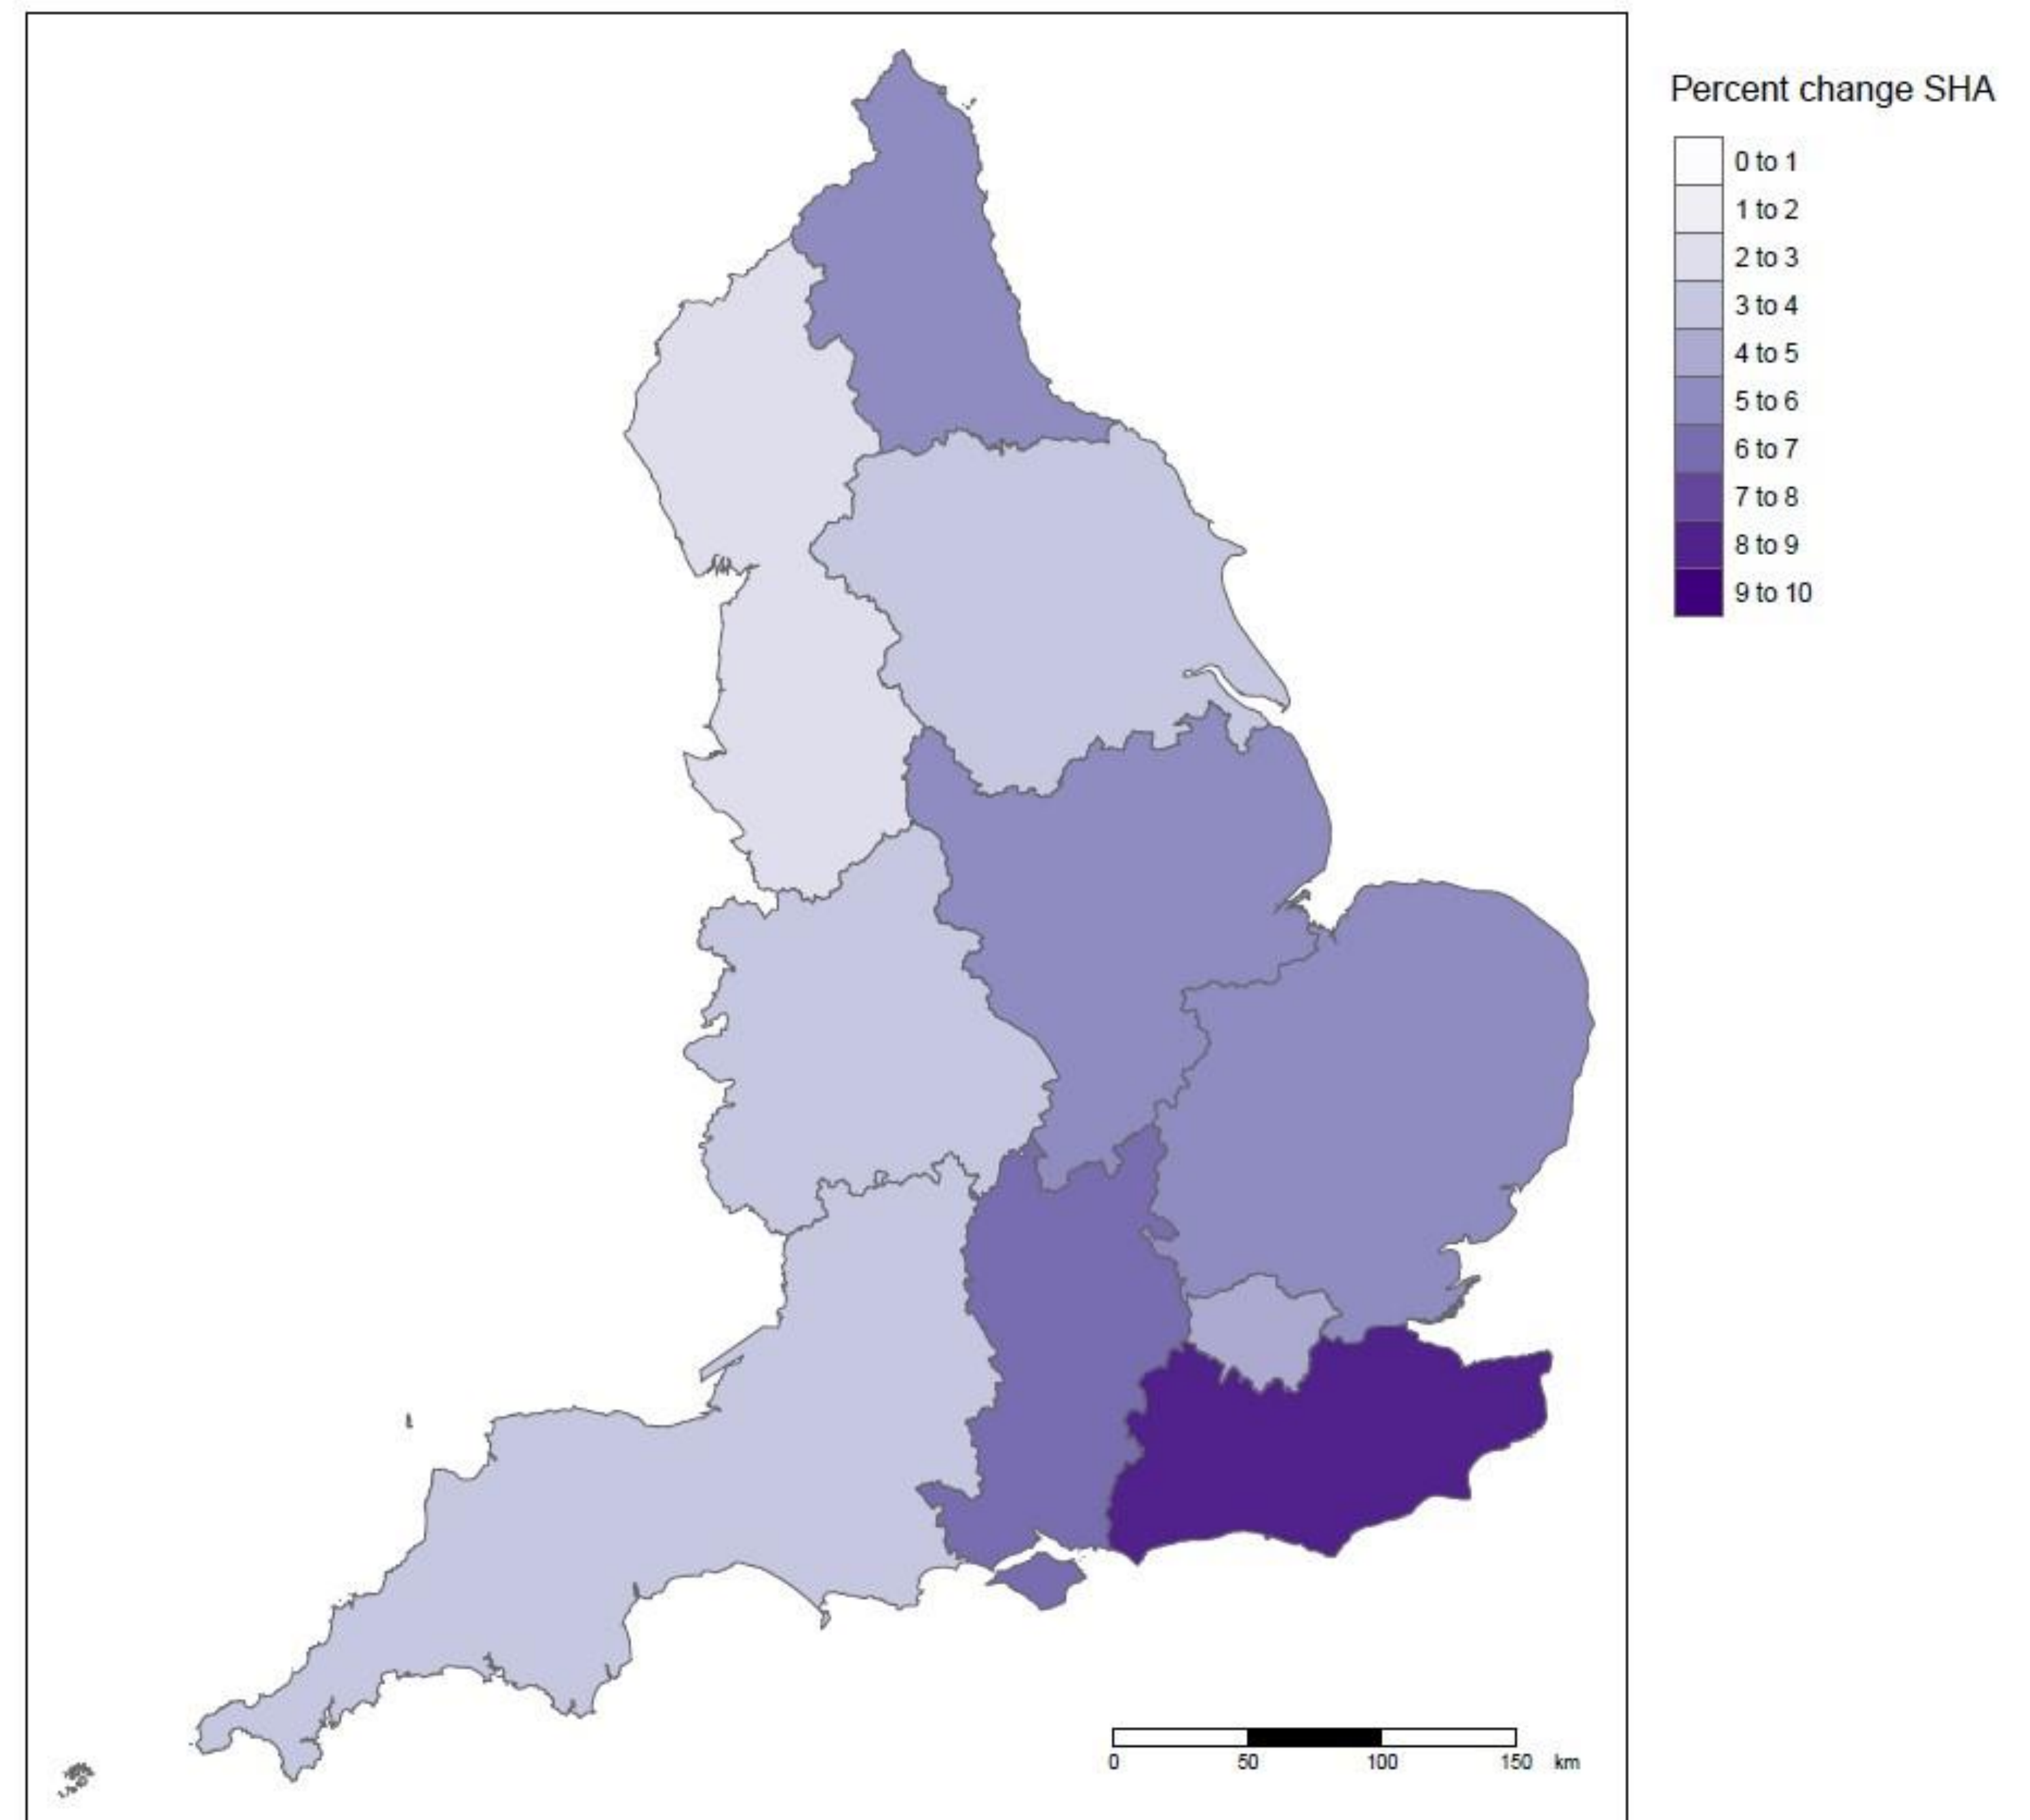 Percent change SHA
0 to 1
1 to 2
2 to 3
3 to 4
4 to 5
5 to 6
6 to 7
7 to 8
8 to 9
9 to 10
0 50 100 150 km